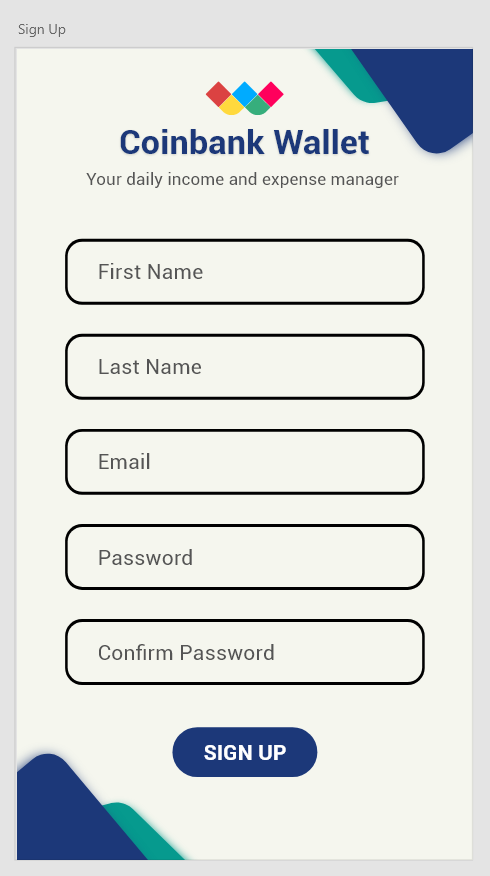 Sign Up
Coinbank Wallet
Your daily income and expense manager
First Name
Last Name
Email
Password
Confirm Password
SIGN UP